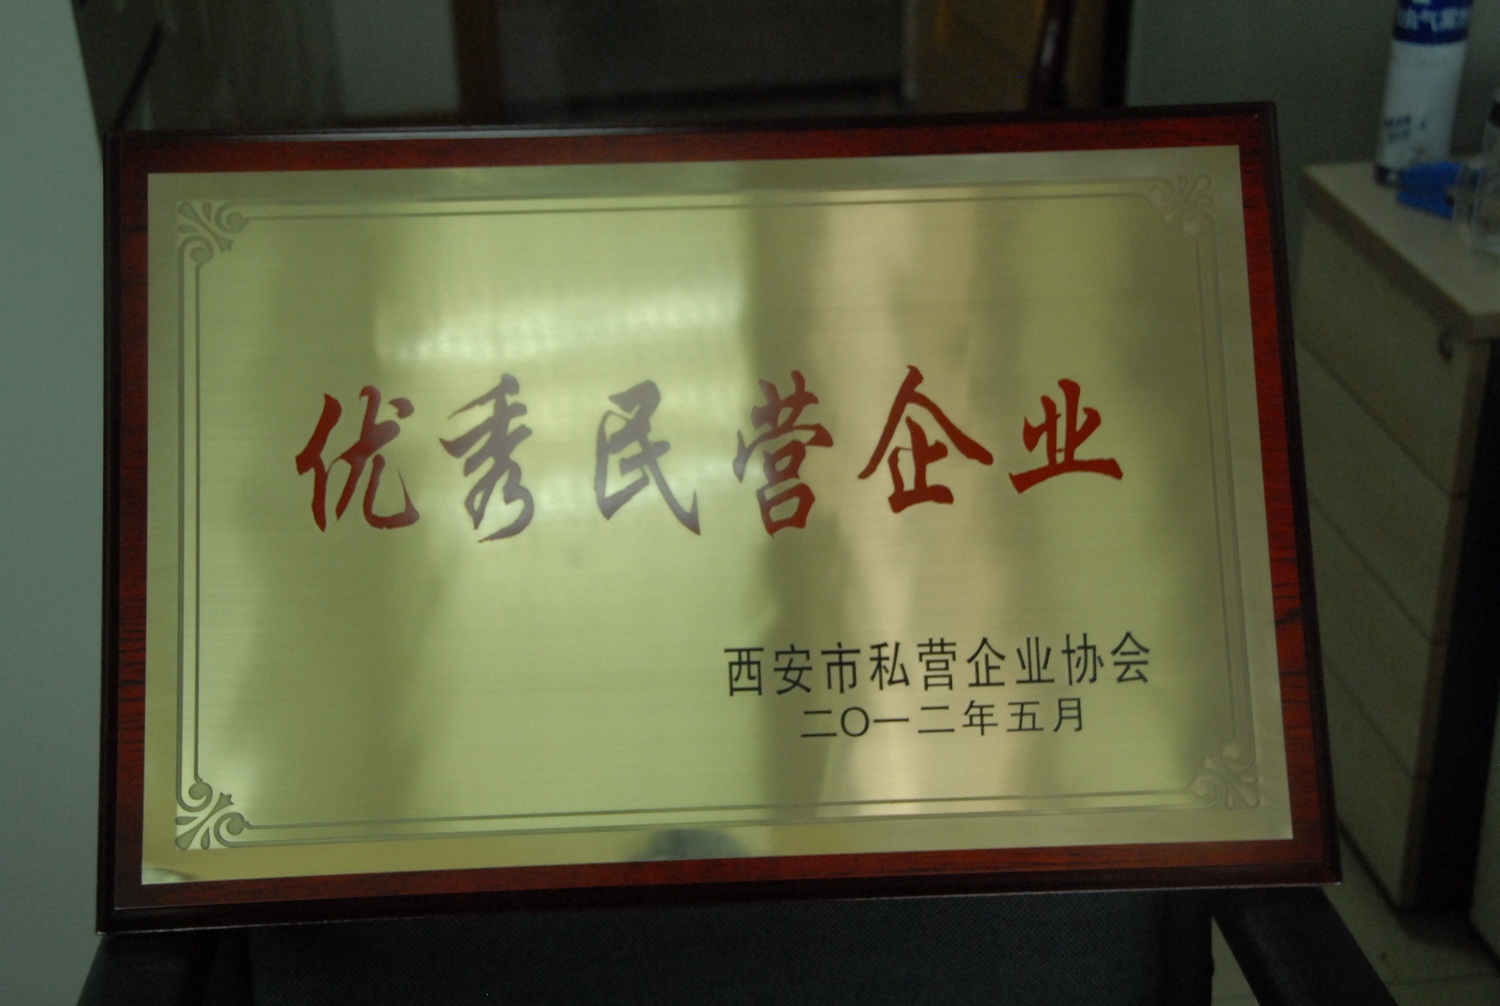 优秀民营企业
西安市私营企业协会
二〇一二年五月